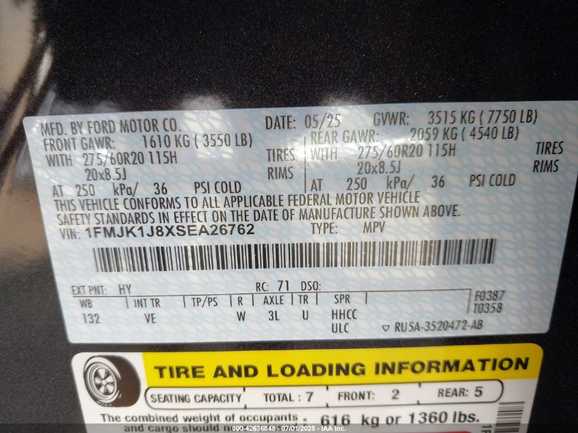 MFD. BY FORD MOTOR CO. DATE: 05/25 GVWR: 3515 KG ( 7750 LB)
FRONT GAWR: 1610 KG ( 3550 LB) REAR GAWR: 2059 KG ( 4540 LB)
WITH 275/60R20 115H TIRES WITH 275/60R20 115H TIRES
20x8.5J RIMS 20x8.5J RIMS
AT 250 kPa/ 36 PSI COLD AT 250 kPa/ 36 PSI COLD
THIS VEHICLE CONFORMS TO ALL APPLICABLE FEDERAL MOTOR VEHICLE
SAFETY STANDARDS IN EFFECT ON THE DATE OF MANUFACTURE SHOWN ABOVE.
VIN: 1FMJK1J8XSEA26762 TYPE: MPV
EXT PNT: HY RC: 71 DSO:
WB INT TR TP/PS R AXLE TR SPR F0387
132 VE W 3L U HHCC T0358
ULC RU5A-3520472-AB
TIRE AND LOADING INFORMATION
SEATING CAPACITY TOTAL : 7 FRONT: 2 REAR: 5
The combined weight of occupants 616 kg or 1360 lbs.
and cargo should